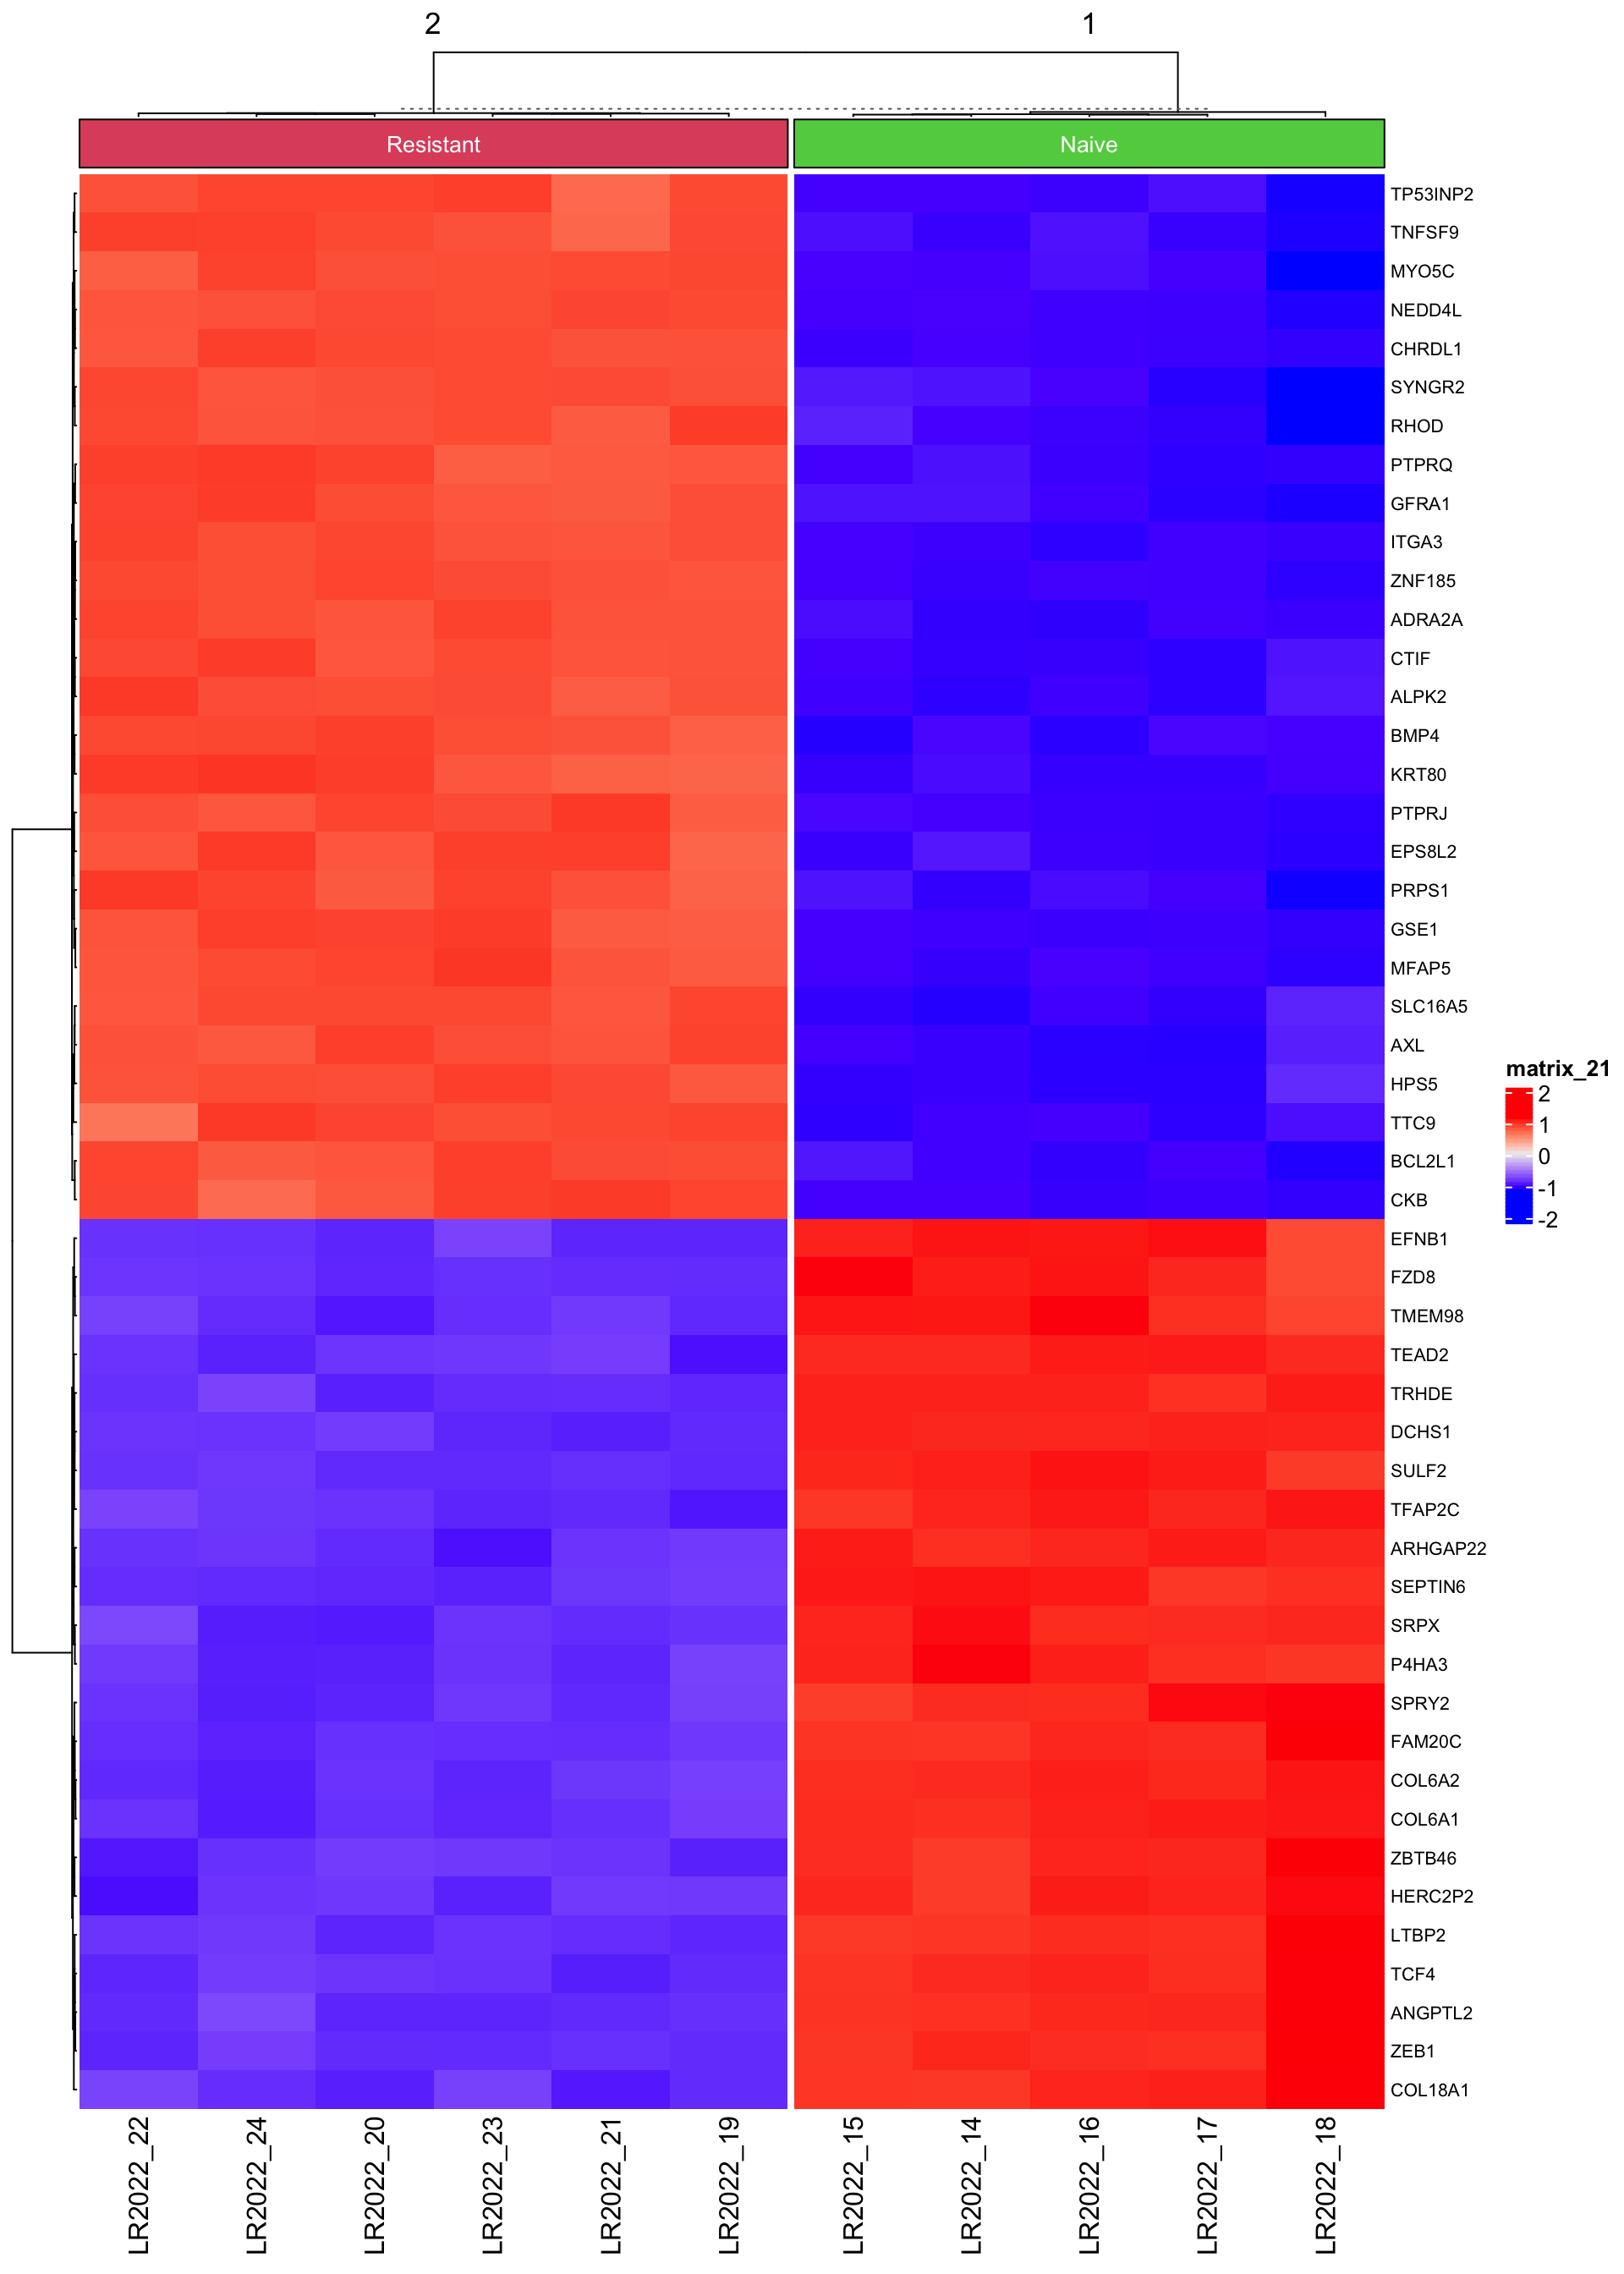 2 1
Resistant Naive
TP53INP2
TNFSF9
MYO5C
NEDD4L
CHRDL1
SYNGR2
RHOD
PTPRQ
GFRA1
ITGA3
ZNF185
ADRA2A
CTIF
ALPK2
BMP4
KRT80
PTPRJ
EPS8L2
PRPS1
GSE1
MFAP5
SLC16A5
AXL
HPS5
TTC9
BCL2L1
CKB
EFNB1
FZD8
TMEM98
TEAD2
TRHDE
DCHS1
SULF2
TFAP2C
ARHGAP22
SEPTIN6
SRPX
P4HA3
SPRY2
FAM20C
COL6A2
COL6A1
ZBTB46
HERC2P2
LTBP2
TCF4
ANGPTL2
ZEB1
COL18A1
matrix_21
2
1
0
-1
-2
LR2022_22
LR2022_24
LR2022_20
LR2022_23
LR2022_21
LR2022_19
LR2022_15
LR2022_14
LR2022_16
LR2022_17
LR2022_18